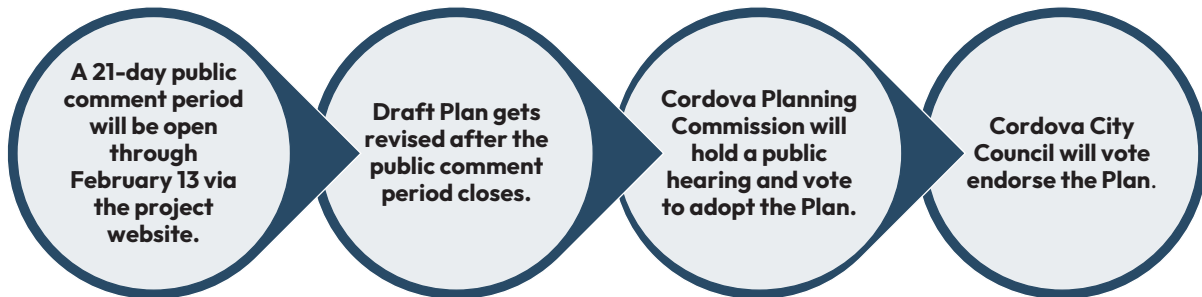 A 21-day public
comment period
will be open
through
February 13 via
the project
website.
Draft Plan gets
revised after the
public comment
period closes.
Cordova Planning
Commission will
hold a public
hearing and vote
to adopt the Plan.
Cordova City
Council will vote
endorse the Plan.